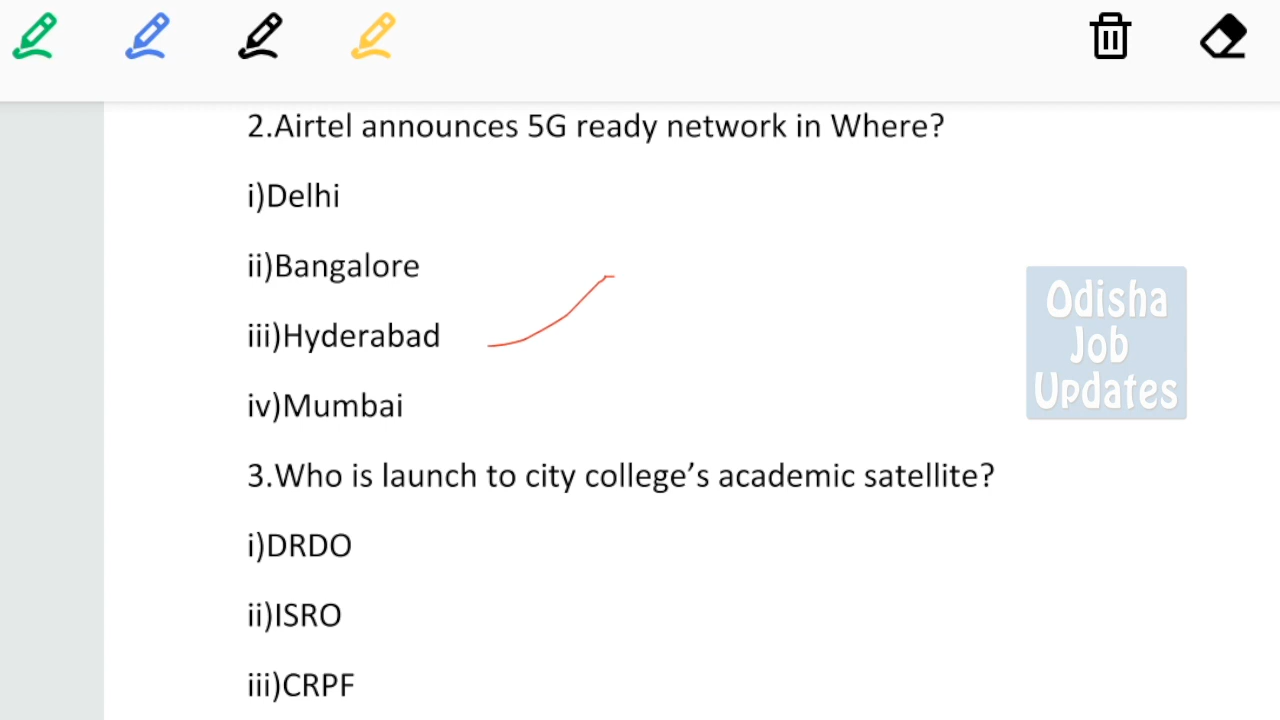 2.Airtel announces 5G ready network in Where?
i)Delhi
ii)Bangalore
iii)Hyderabad
iv)Mumbai
Odisha
Job
Updates
3.Who is launch to city college’s academic satellite?
i)DRDO
ii)ISRO
iii)CRPF